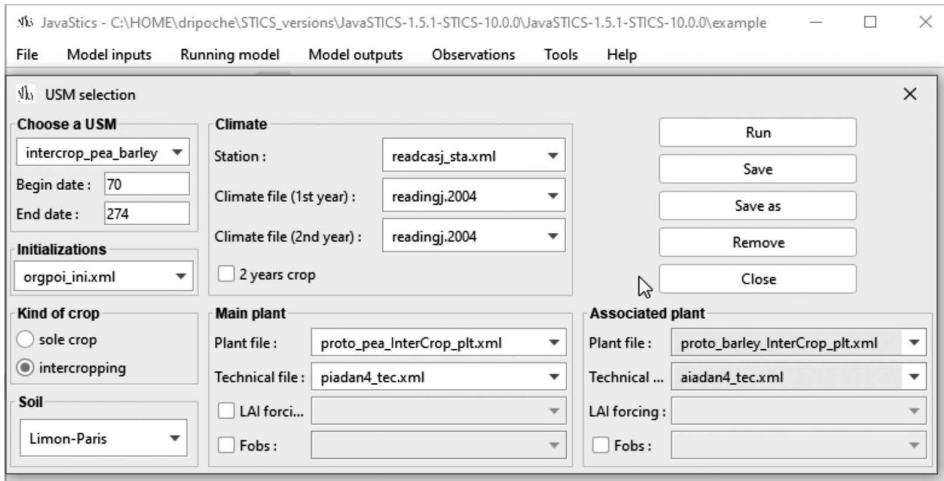 JavaStics - C:\HOME\dripoche\STICS_versions\JavaSTICS-1.5.1-STICS-10.0.0\JavaSTICS-1.5.1-STICS-10.0.0\example
File Model inputs Running model Model outputs Observations Tools Help
USM selection
Choose a USM
intercrop_pea_barley
Begin date : 70
End date : 274
Initializations
orgpoi_ini.xml
Kind of crop
sole crop
intercropping
Soil
Limon-Paris
Climate
Station : readcasj_sta.xml
Climate file (1st year) : readingj.2004
Climate file (2nd year) : readingj.2004
2 years crop
Main plant
Plant file : proto_pea_InterCrop_plt.xml
Technical file : piadan4_tec.xml
LAI forci...
Fobs :
Run
Save
Save as
Remove
Close
Associated plant
Plant file : proto_barley_InterCrop_plt.xml
Technical ... aiadan4_tec.xml
LAI forcing :
Fobs :